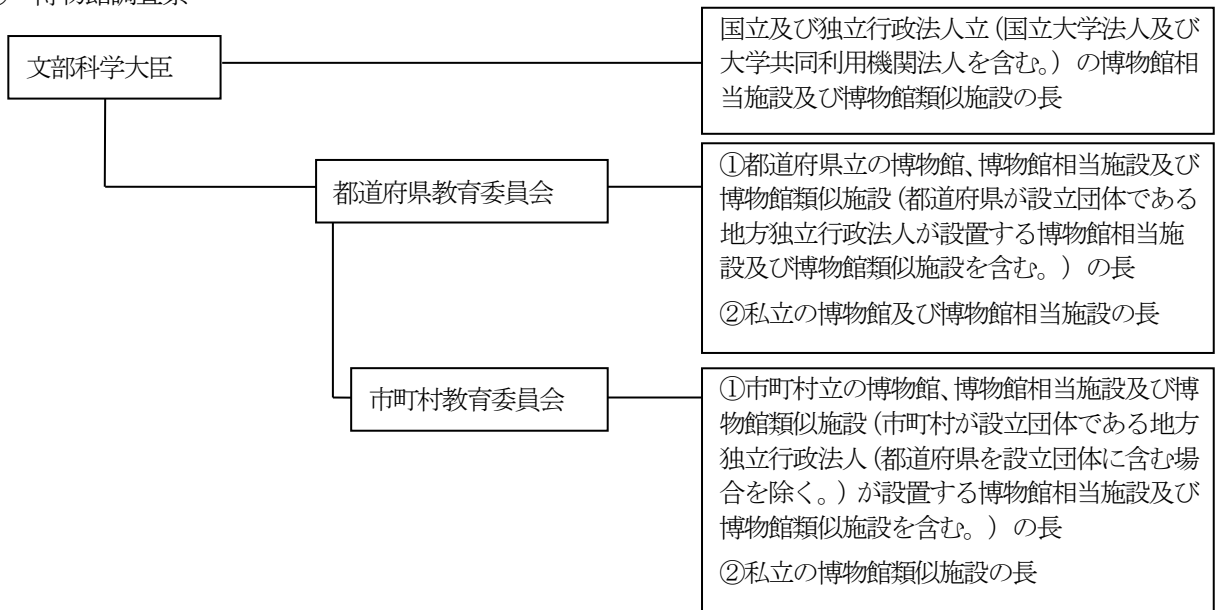 博物館調査票
文部科学大臣
国立及び独立行政法人立(国立大学法人及び
大学共同利用機関法人を含む。)の博物館相
当施設及び博物館類似施設の長
都道府県教育委員会
①都道府県立の博物館、博物館相当施設及び
博物館類似施設(都道府県が設立団体である
地方独立行政法人が設置する博物館相当施
設及び博物館類似施設を含む。)の長
②私立の博物館及び博物館相当施設の長
市町村教育委員会
①市町村立の博物館、博物館相当施設及び博
物館類似施設(市町村が設立団体である地方
独立行政法人(都道府県を設立団体に含む場
合を除く。)が設置する博物館相当施設及び
博物館類似施設を含む。)の長
②私立の博物館類似施設の長